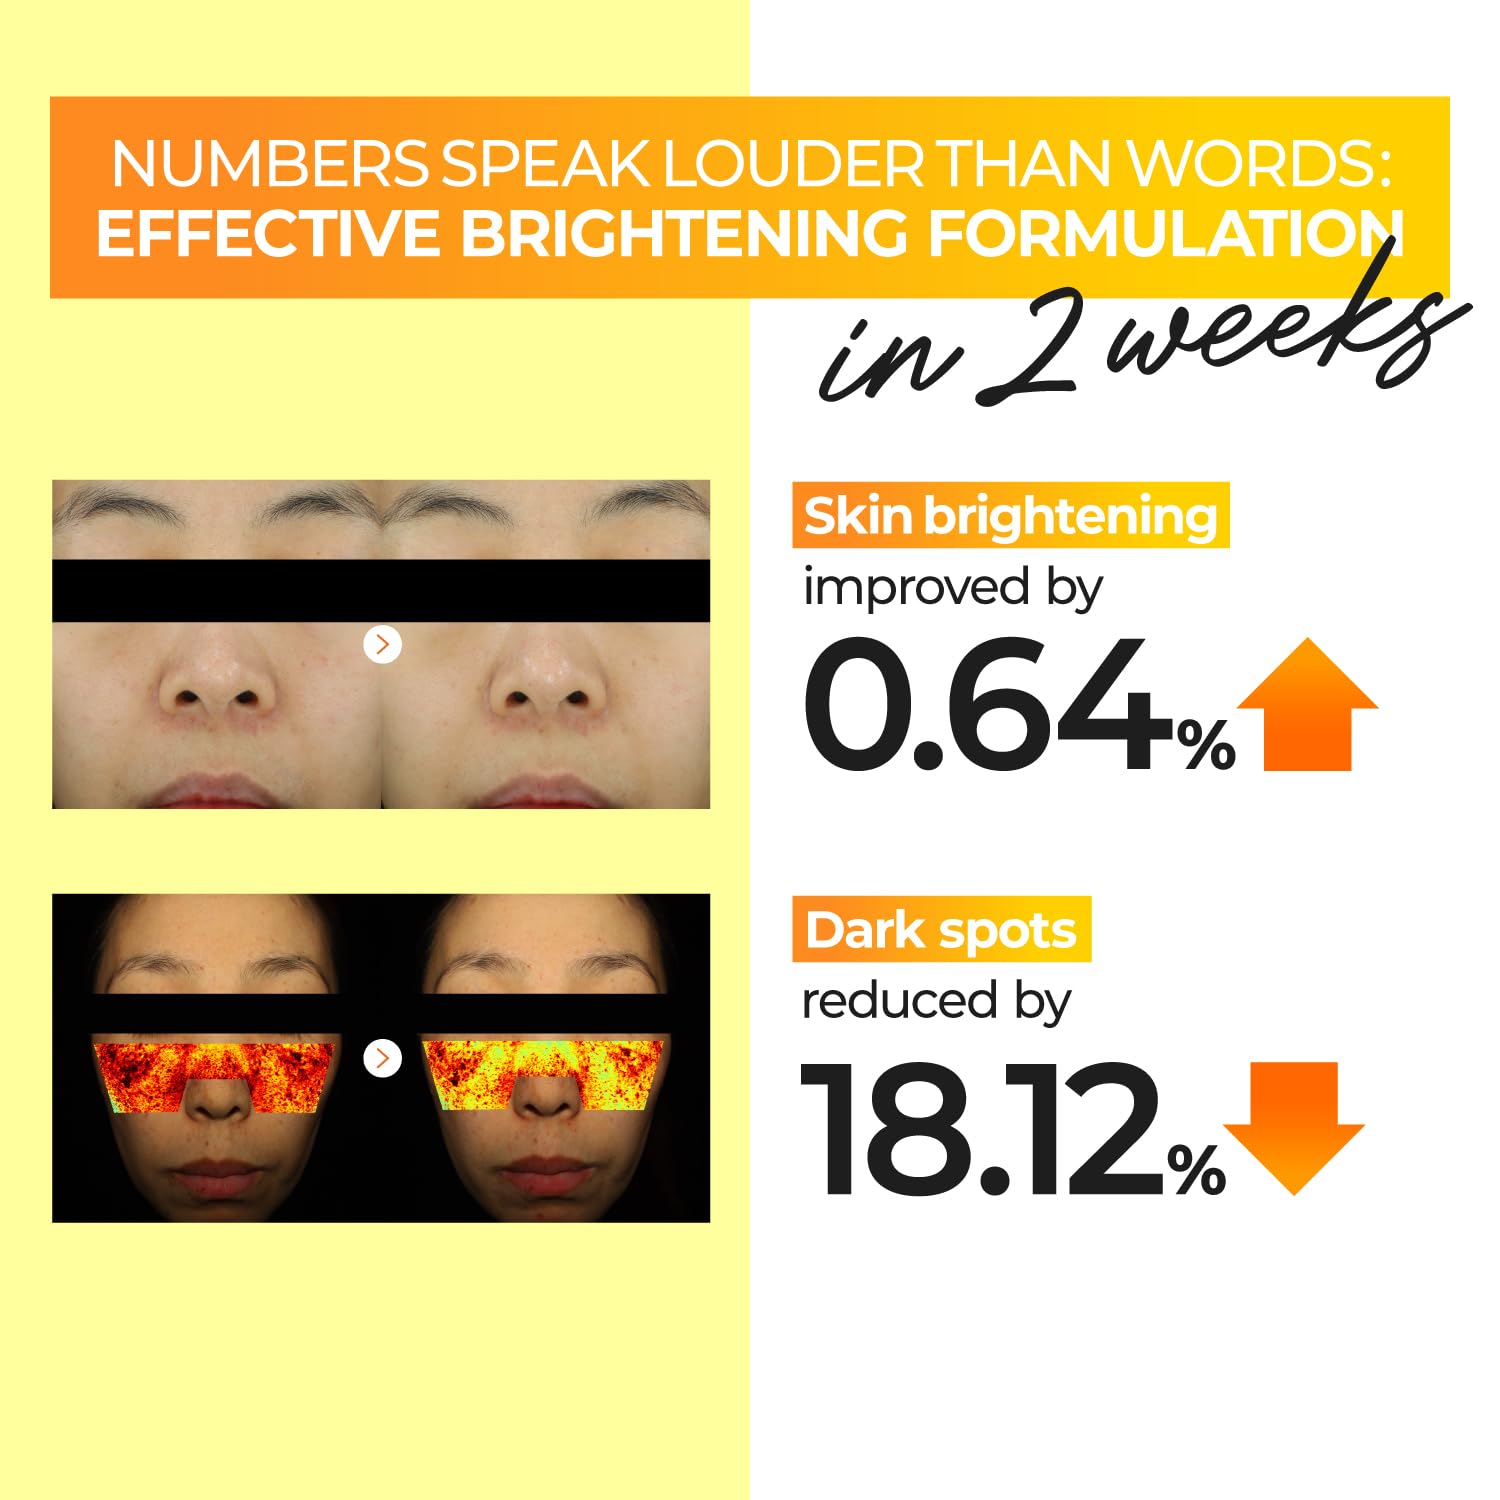 NUMBERS SPEAK LOUDER THAN WORDS:
EFFECTIVE BRIGHTENING FORMULATION
in 2 weeks
Skin brightening
improved by
0.64%
Dark spots
reduced by
18.12%